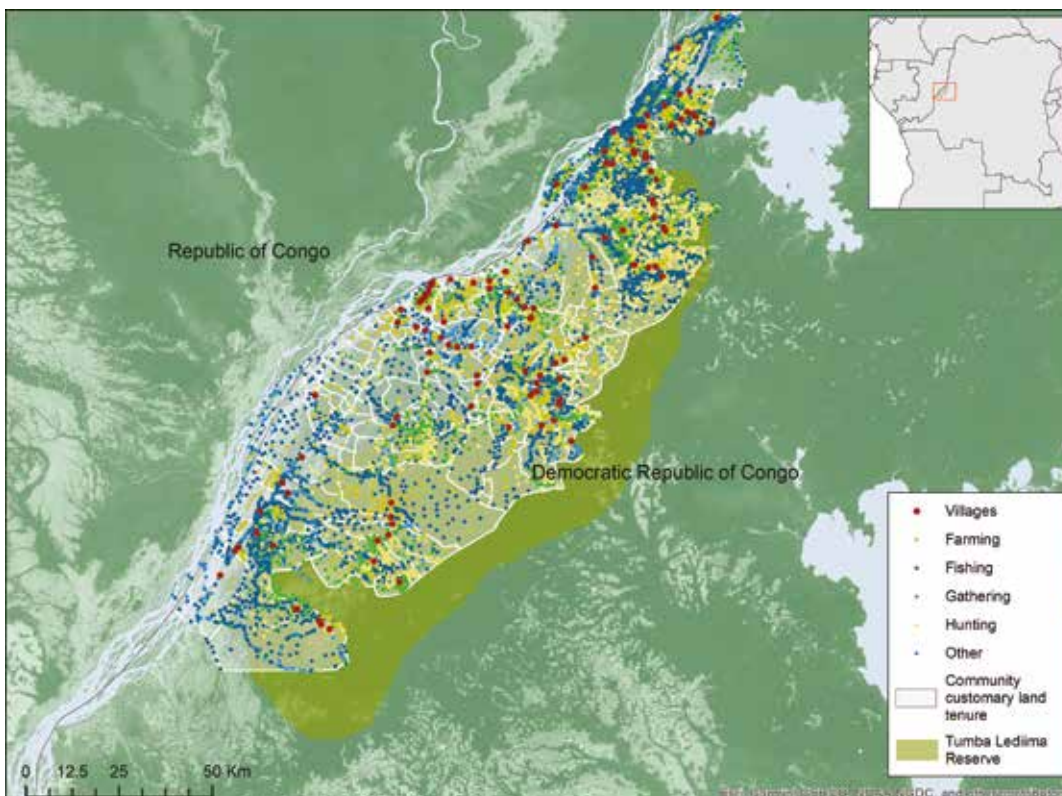 Republic of Congo
Democratic Republic of Congo
Villages
Farming
Fishing
Gathering
Hunting
Other
Community
customary land
tenure
Tumba Lediima
Reserve
0 12.5 25 50 Km